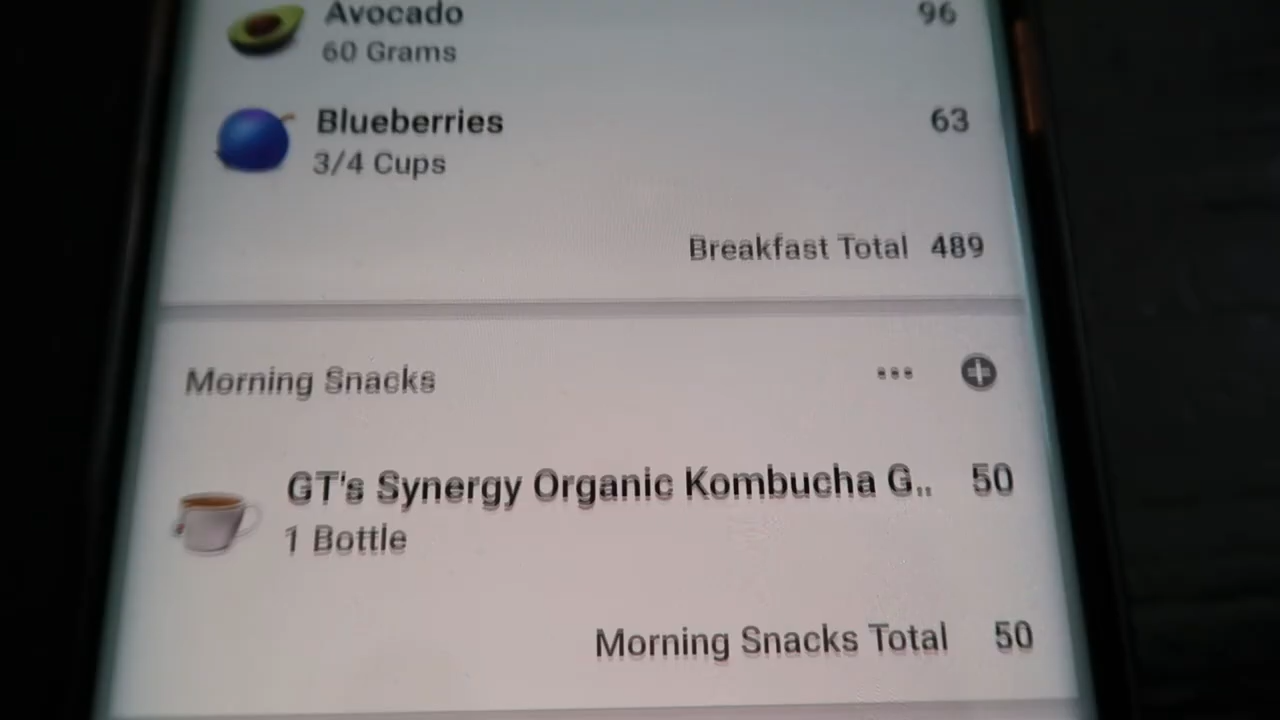 Avocado 96
60 Grams
Blueberries 63
3/4 Cups
Breakfast Total 489
Morning Snacks
GT's Synergy Organic Kombucha G.. 50
1 Bottle
Morning Snacks Total 50